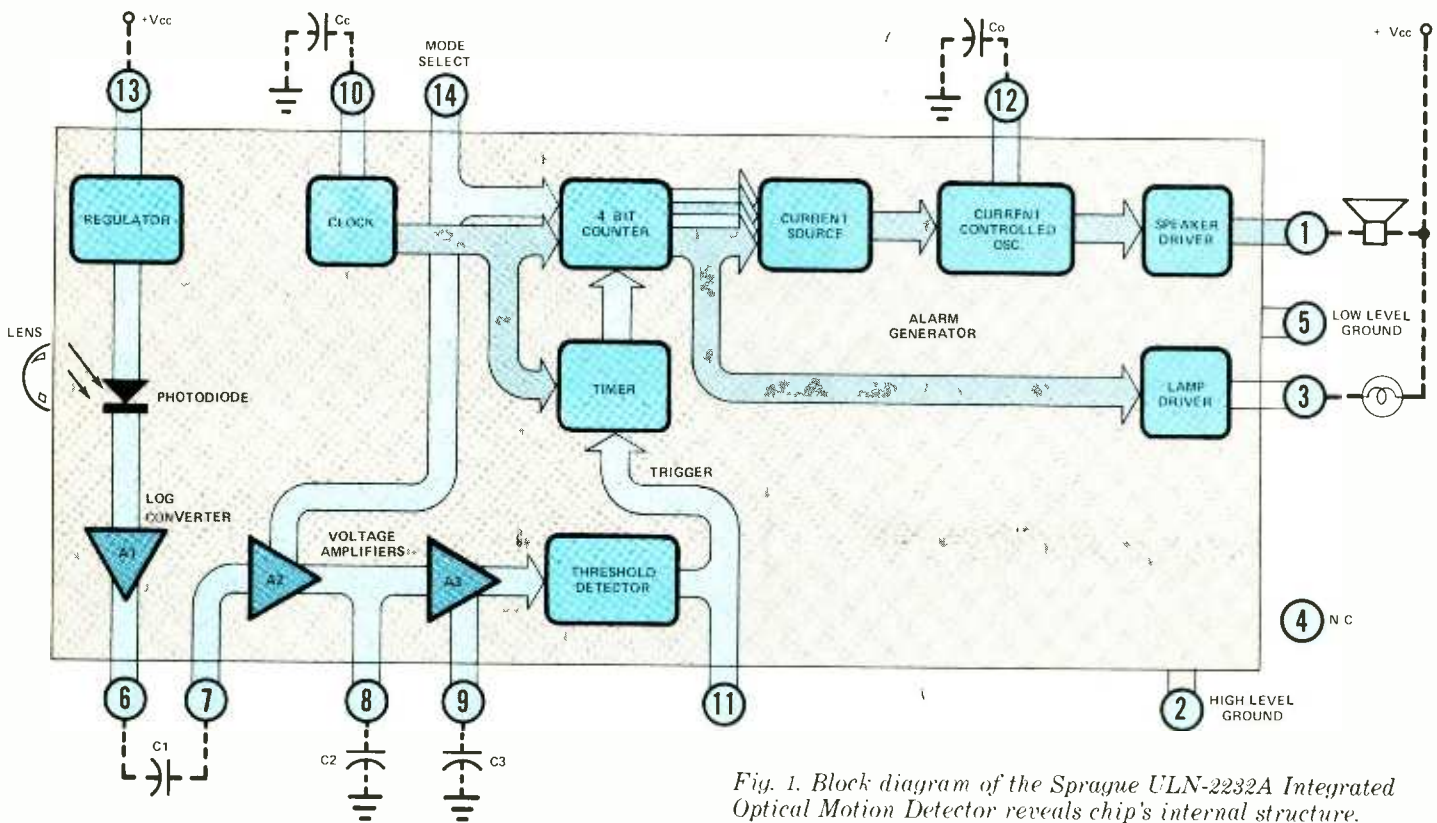 +Vcc
Cc
MODE
SELECT
Co
+ Vcc
13
10
14
12
REGULATOR
CLOCK
4 BIT
COUNTER
CURRENT
SOURCE
CURRENT
CONTROLLED
OSC.
SPEAKER
DRIVER
1
LENS
PHOTODIODE
TIMER
ALARM
GENERATOR
5
LOW LEVEL
GROUND
LAMP
DRIVER
3
TRIGGER
LOG
CONVERTER
A1
VOLTAGE
AMPLIFIERS
A2
A3
THRESHOLD
DETECTOR
4
N C
6
7
8
9
11
2
HIGH LEVEL
GROUND
C1
C2
C3
Fig. 1. Block diagram of the Sprague ULN-2232A Integrated
Optical Motion Detector reveals chip's internal structure.